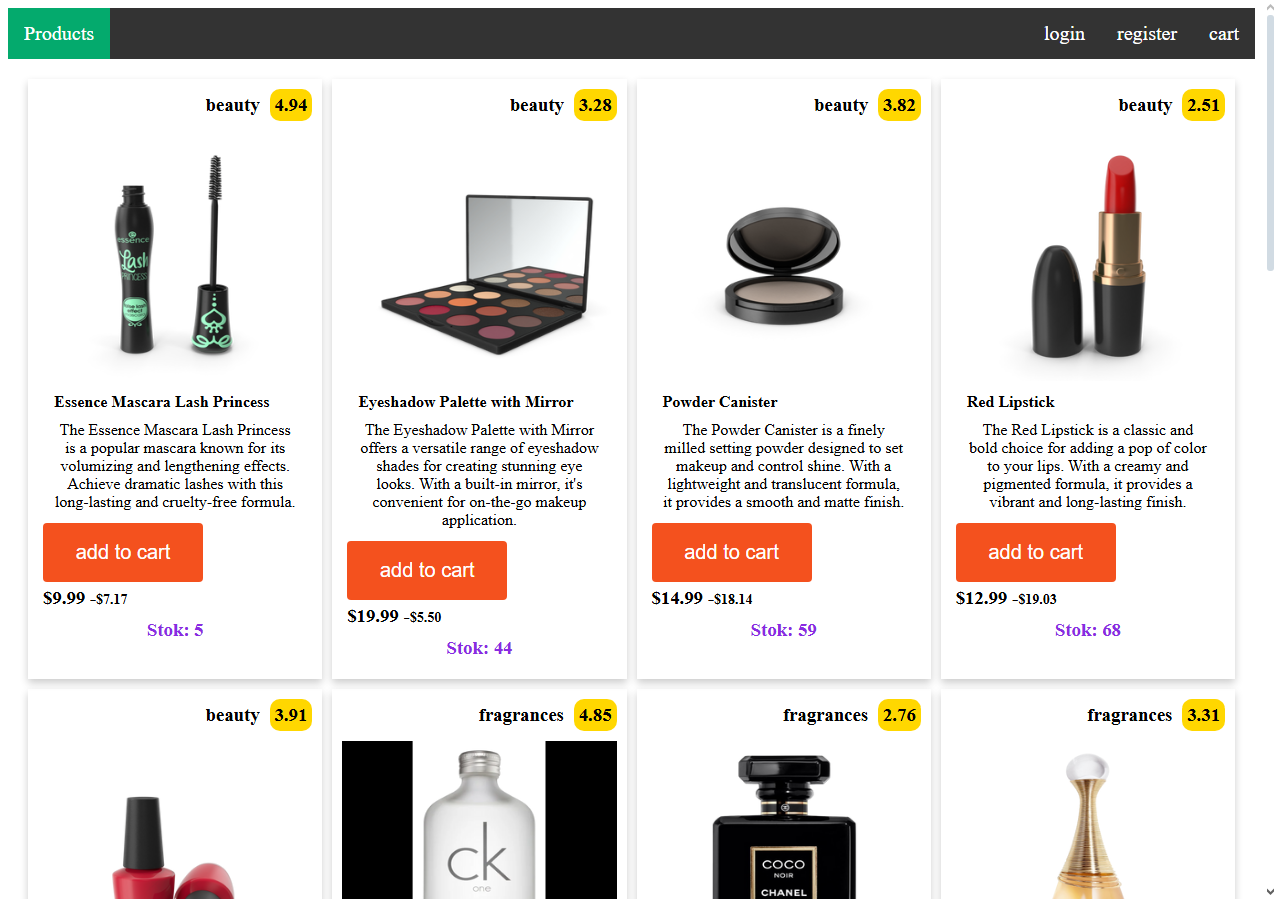 Products
login
register
cart
beauty 4.94
essence
Lash
PRINCESS
Essence Mascara Lash Princess
The Essence Mascara Lash Princess
is a popular mascara known for its
volumizing and lengthening effects.
Achieve dramatic lashes with this
long-lasting and cruelty-free formula.
add to cart
$9.99 -$7.17
Stok: 5
beauty 3.28
Eyeshadow Palette with Mirror
The Eyeshadow Palette with Mirror
offers a versatile range of eyeshadow
shades for creating stunning eye
looks. With a built-in mirror, it's
convenient for on-the-go makeup
application.
add to cart
$19.99 -$5.50
Stok: 44
beauty 3.82
Powder Canister
The Powder Canister is a finely
milled setting powder designed to set
makeup and control shine. With a
lightweight and translucent formula,
it provides a smooth and matte finish.
add to cart
$14.99 -$18.14
Stok: 59
beauty 2.51
Red Lipstick
The Red Lipstick is a classic and
bold choice for adding a pop of color
to your lips. With a creamy and
pigmented formula, it provides a
vibrant and long-lasting finish.
add to cart
$12.99 -$19.03
Stok: 68
beauty 3.91
fragrances 4.85
ck
one
fragrances 2.76
COCO
NOIR
CHANEL
fragrances 3.31